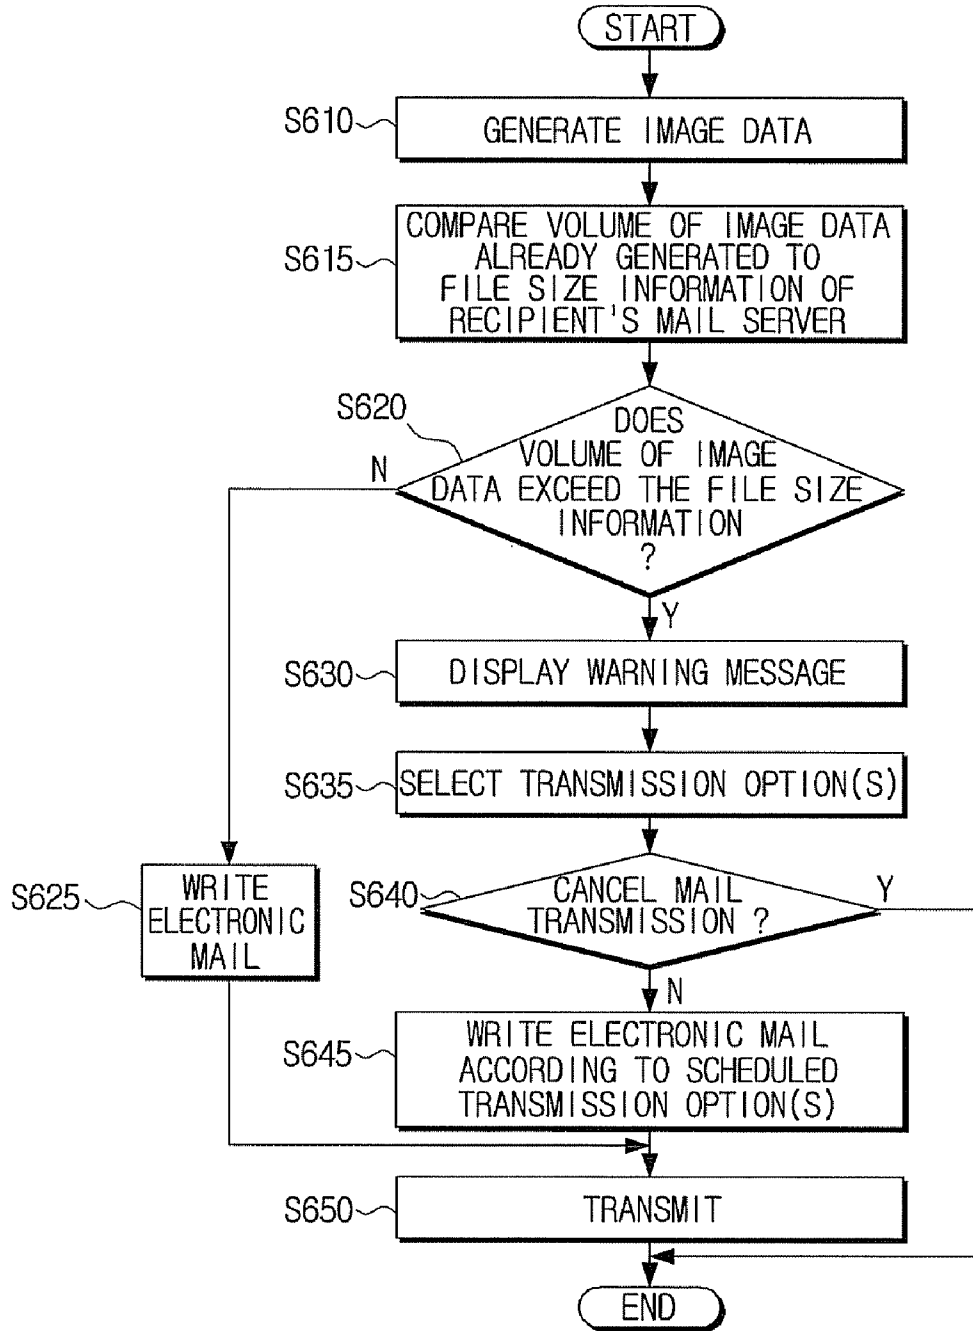 START
S610
GENERATE IMAGE DATA
S615
COMPARE VOLUME OF IMAGE DATA
ALREADY GENERATED TO
FILE SIZE INFORMATION OF
RECIPIENT'S MAIL SERVER
S620
DOES
VOLUME OF IMAGE
DATA EXCEED THE FILE SIZE
INFORMATION
?
N
Y
S630
DISPLAY WARNING MESSAGE
S635
SELECT TRANSMISSION OPTION(S)
S625
WRITE
ELECTRONIC
MAIL
S640
CANCEL MAIL
TRANSMISSION ?
Y
N
S645
WRITE ELECTRONIC MAIL
ACCORDING TO SCHEDULED
TRANSMISSION OPTION(S)
S650
TRANSMIT
END